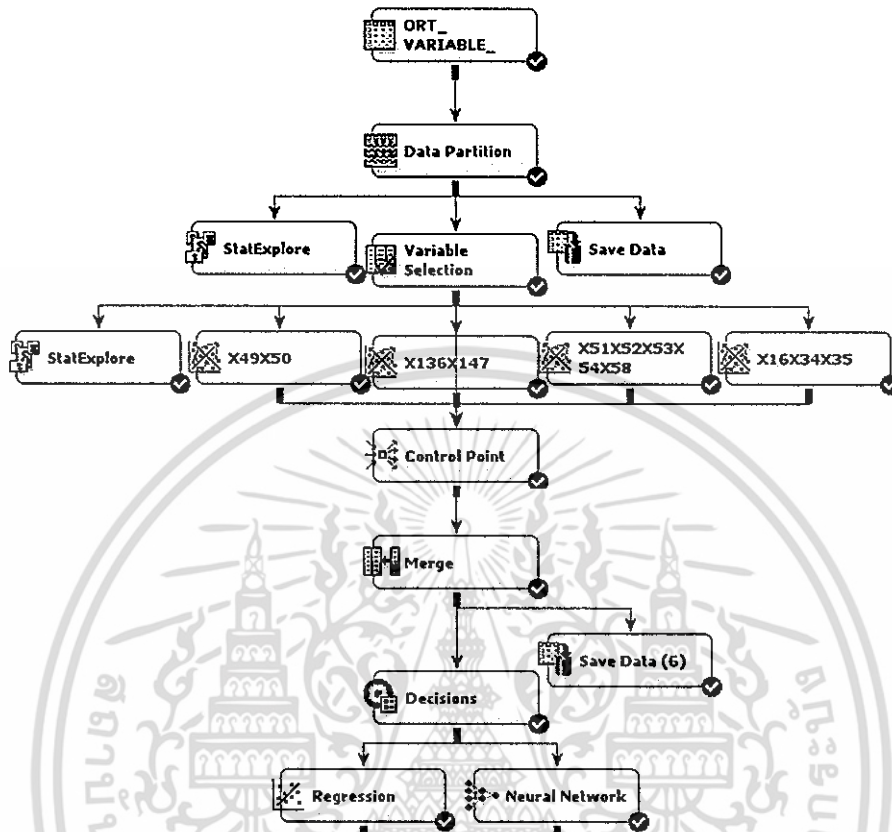 ORT_
VARIABLE_
Data Partition
StatExplore
Variable
Selection
Save Data
StatExplore
X49X50
X136X147
X51X52X53X
54X58
X16X34X35
Control Point
Merge
Save Data (6)
Decisions
Regression
Neural Network